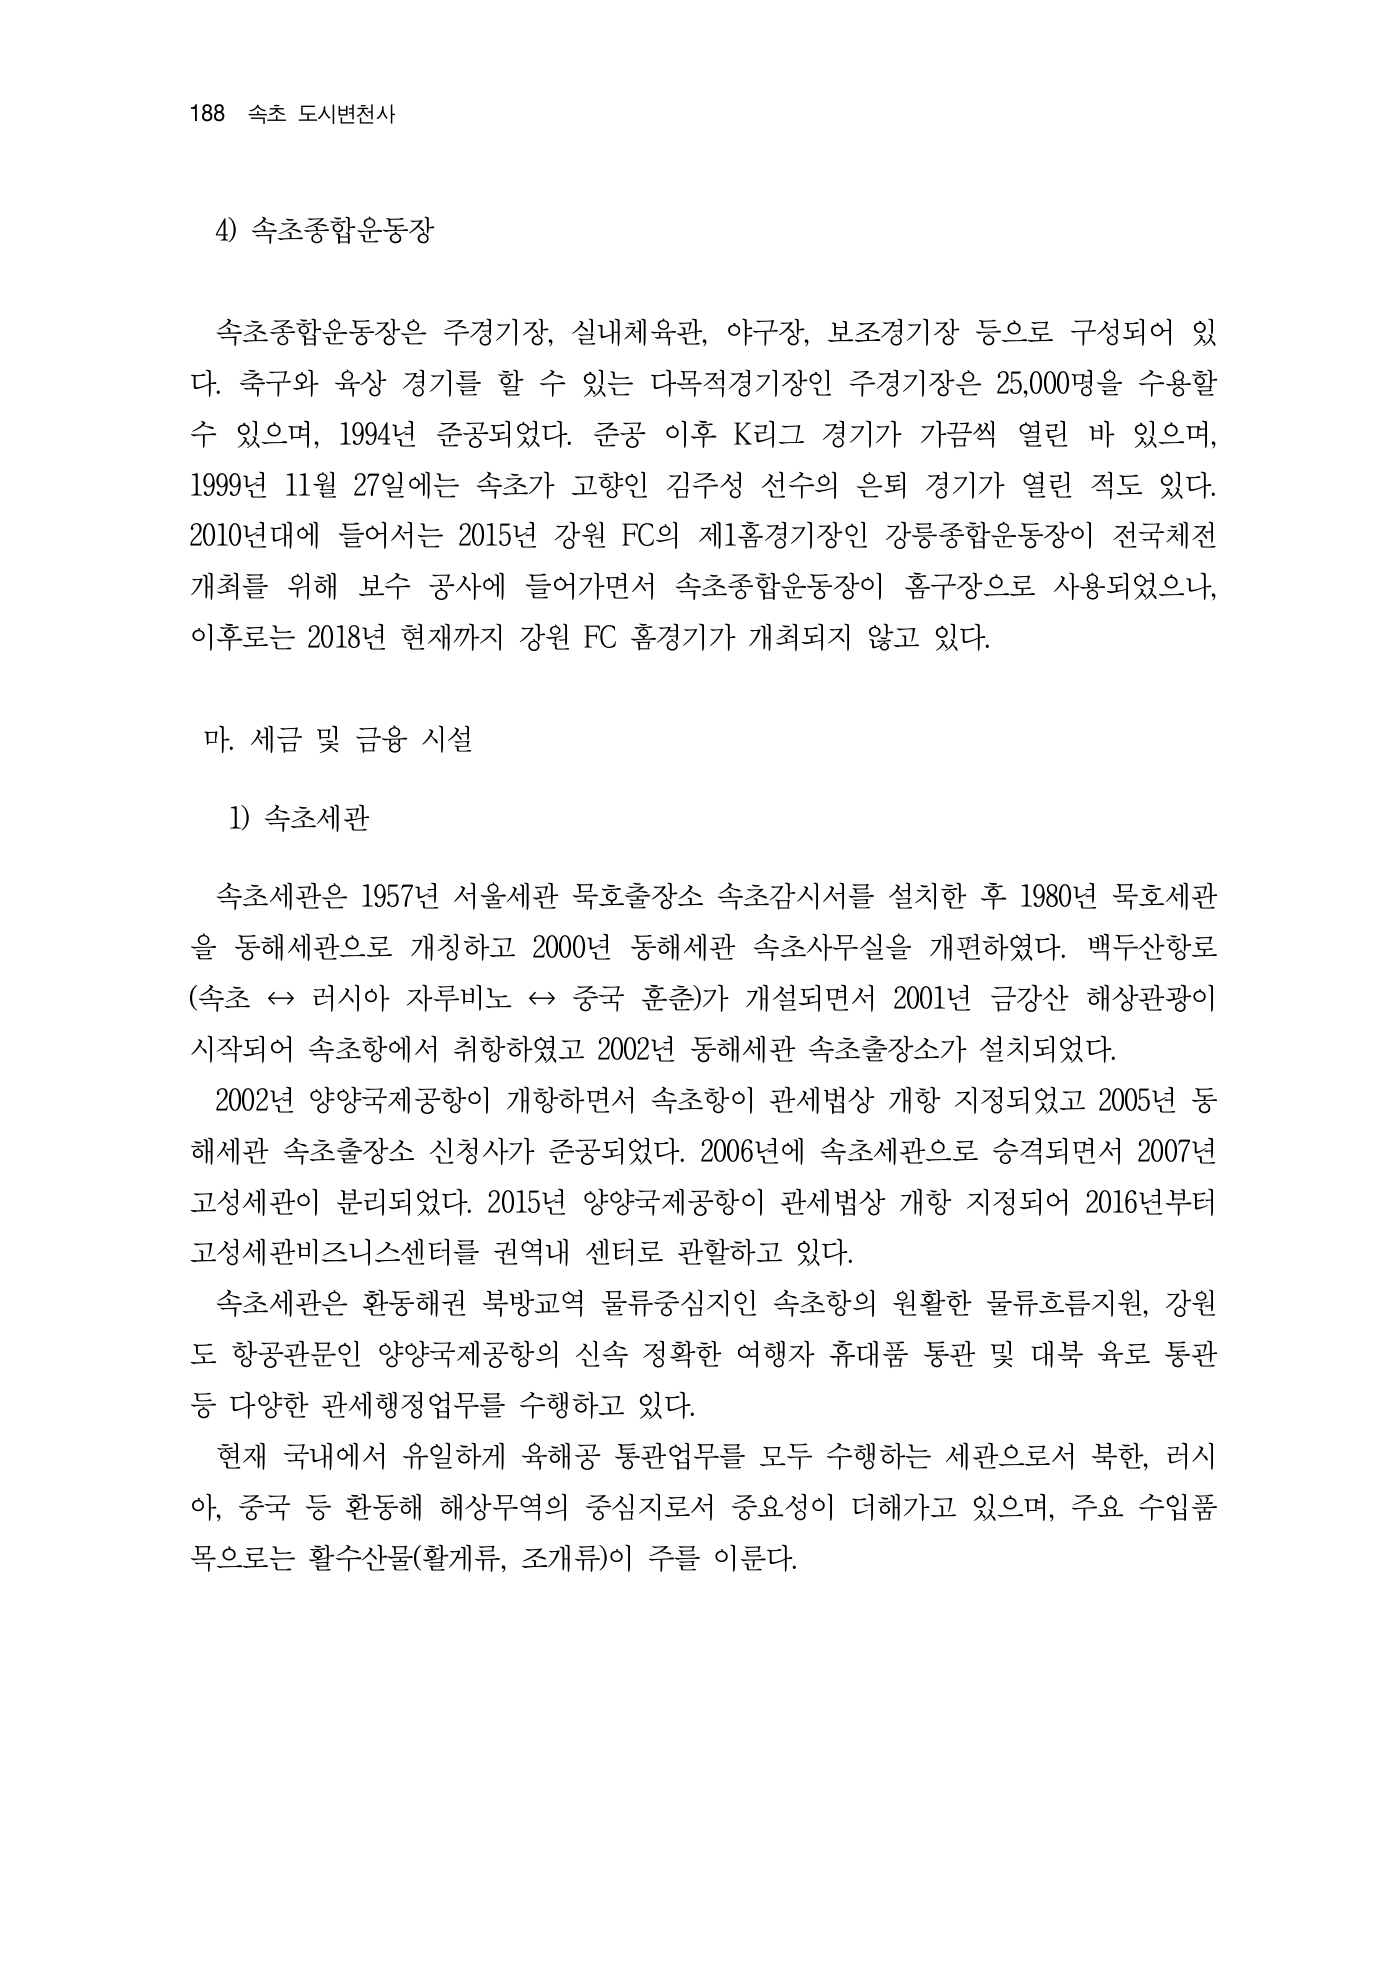 188 속초 도시변천사
4) 속초종합운동장
속초종합운동장은 주경기장, 실내체육관, 야구장, 보조경기장 등으로 구성되어 있
다. 축구와 육상 경기를 할 수 있는 다목적경기장인 주경기장은 25,000명을 수용할
수 있으며, 1994년 준공되었다. 준공 이후 K리그 경기가 가끔씩 열린 바 있으며,
1999년 11월 27일에는 속초가 고향인 김주성 선수의 은퇴 경기가 열린 적도 있다.
2010년대에 들어서는 2015년 강원 FC의 제1홈경기장인 강릉종합운동장이 전국체전
개최를 위해 보수 공사에 들어가면서 속초종합운동장이 홈구장으로 사용되었으나,
이후로는 2018년 현재까지 강원 FC 홈경기가 개최되지 않고 있다.
마. 세금 및 금융 시설
1) 속초세관
속초세관은 1957년 서울세관 묵호출장소 속초감시서를 설치한 후 1980년 묵호세관
을 동해세관으로 개칭하고 2000년 동해세관 속초사무실을 개편하였다. 백두산항로
(속초 ↔ 러시아 자루비노 ↔ 중국 훈춘)가 개설되면서 2001년 금강산 해상관광이
시작되어 속초항에서 취항하였고 2002년 동해세관 속초출장소가 설치되었다.
2002년 양양국제공항이 개항하면서 속초항이 관세법상 개항 지정되었고 2005년 동
해세관 속초출장소 신청사가 준공되었다. 2006년에 속초세관으로 승격되면서 2007년
고성세관이 분리되었다. 2015년 양양국제공항이 관세법상 개항 지정되어 2016년부터
고성세관비즈니스센터를 권역내 센터로 관할하고 있다.
속초세관은 환동해권 북방교역 물류중심지인 속초항의 원활한 물류흐름지원, 강원
도 항공관문인 양양국제공항의 신속 정확한 여행자 휴대품 통관 및 대북 육로 통관
등 다양한 관세행정업무를 수행하고 있다.
현재 국내에서 유일하게 육해공 통관업무를 모두 수행하는 세관으로서 북한, 러시
아, 중국 등 환동해 해상무역의 중심지로서 중요성이 더해가고 있으며, 주요 수입품
목으로는 활수산물(활게류, 조개류)이 주를 이룬다.